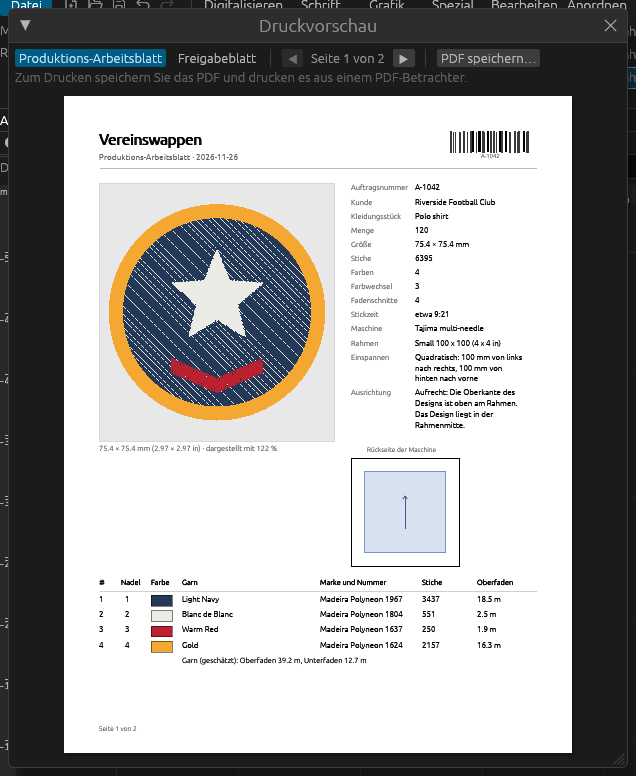 Datei Digitalisieren Schrift Grafik Spezial Bearbeiten Anordnen
Druckvorschau
Produktions-Arbeitsblatt Freigabeblatt Seite 1 von 2 PDF speichern...
Zum Drucken speichern Sie das PDF und drucken es aus einem PDF-Betrachter.
Vereinswappen
Produktions-Arbeitsblatt · 2026-11-26
A-1042
Auftragsnummer A-1042
Kunde Riverside Football Club
Kleidungsstück Polo shirt
Menge 120
Größe 75.4 × 75.4 mm
Stiche 6395
Farben 4
Farbwechsel 3
Fadenschnitte 4
Stickzeit etwa 9:21
Maschine Tajima multi-needle
Rahmen Small 100 x 100 (4 x 4 in)
Einspannen Quadratisch: 100 mm von links
nach rechts, 100 mm von
hinten nach vorne
Ausrichtung Aufrecht: Die Oberkante des
Designs ist oben am Rahmen.
Das Design liegt in der
Rahmenmitte.
75.4 × 75.4 mm (2.97 × 2.97 in) · dargestellt mit 122 %
Rückseite der Maschine
# Nadel Farbe Garn Marke und Nummer Stiche Oberfaden
1 1 Light Navy Madeira Polyneon 1967 3437 18.5 m
2 2 Blanc de Blanc Madeira Polyneon 1804 551 2.5 m
3 3 Warm Red Madeira Polyneon 1637 250 1.9 m
4 4 Gold Madeira Polyneon 1624 2157 16.3 m
Garn (geschätzt): Oberfaden 39.2 m, Unterfaden 12.7 m
Seite 1 von 2